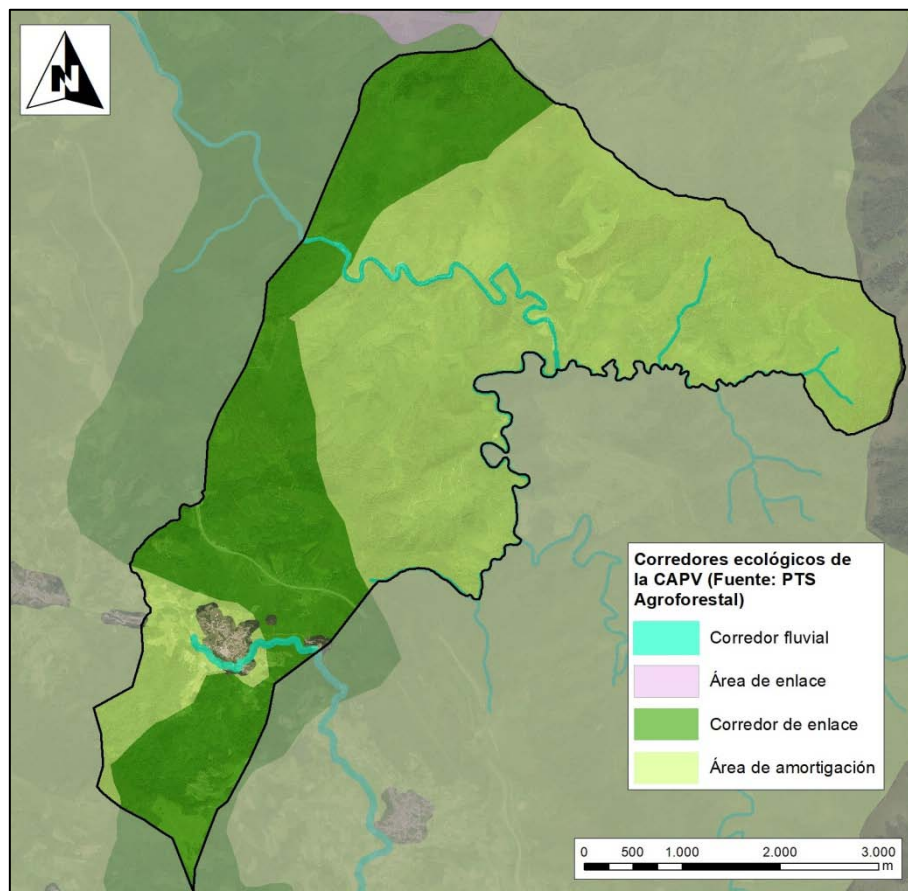 N
Corredores ecológicos de
la CAPV (Fuente: PTS
Agroforestal)
Corredor fluvial
Área de enlace
Corredor de enlace
Área de amortigación
0 500 1.000 2.000 3.000
m